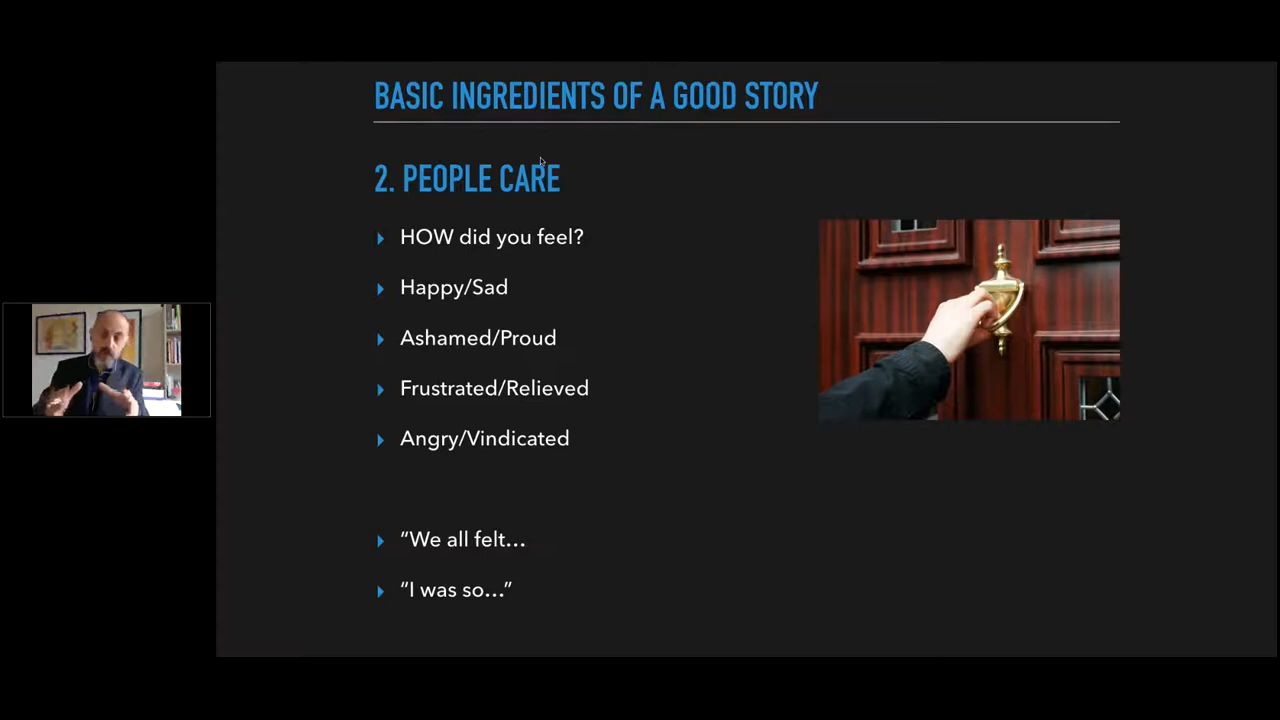 BASIC INGREDIENTS OF A GOOD STORY
2. PEOPLE CARE
HOW did you feel?
Happy/Sad
Ashamed/Proud
Frustrated/Relieved
Angry/Vindicated
“We all felt…
“I was so…”